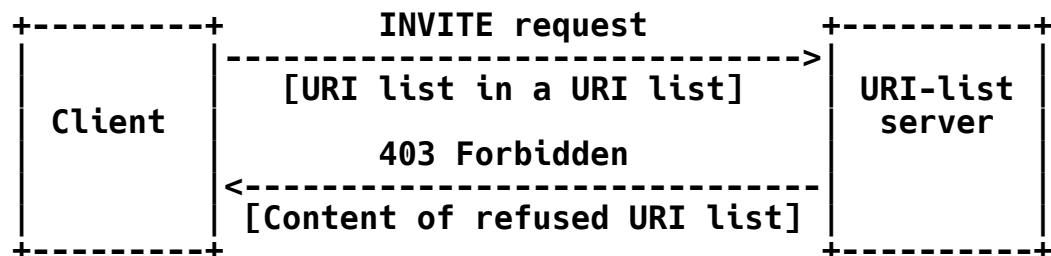 INVITE request
[URI list in a URI list]
URI-list
Client
server
403 Forbidden
[Content of refused URI list]